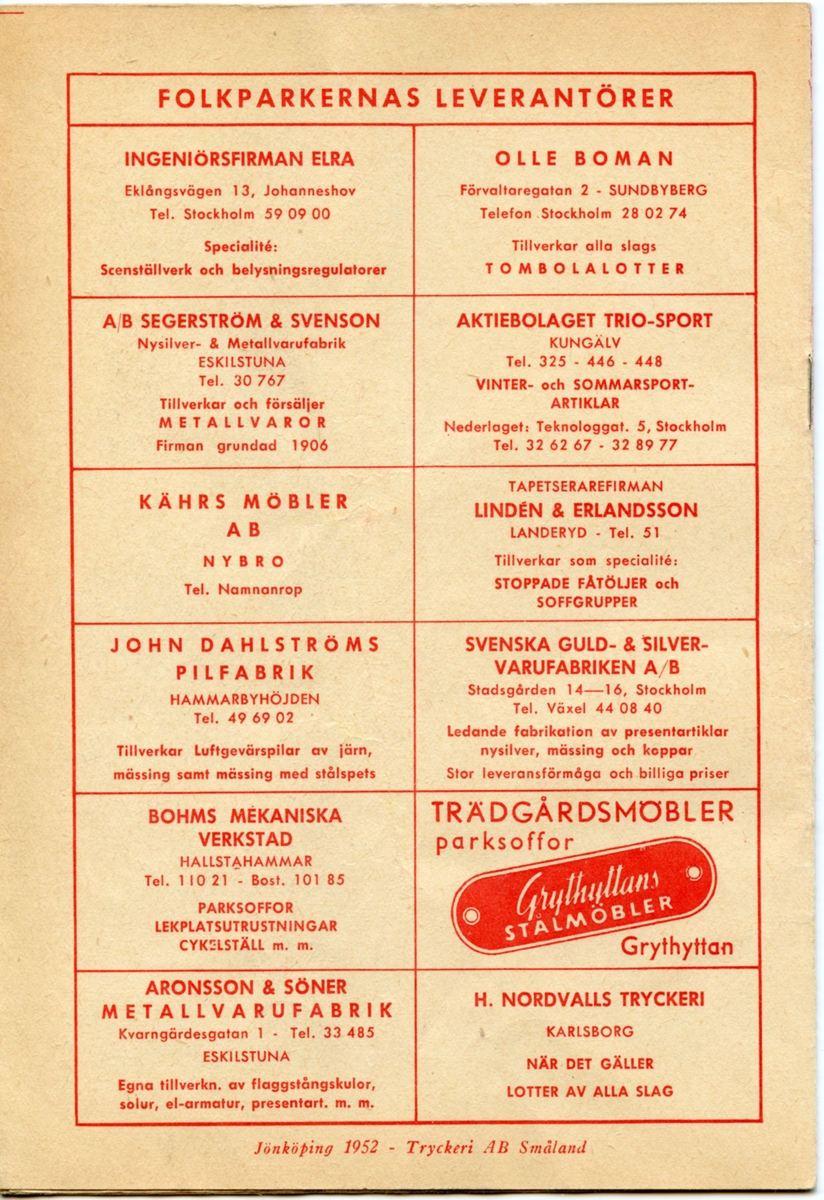 FOLKPARKERNAS LEVERANTÖRER
INGENIÖRSFIRMAN ELRA
Eklångsvägen 13, Johanneshov
Tel. Stockholm 59 09 00
Specialité:
Scenställverk och belysningsregulatorer
OLLE BOMAN
Förvaltaregatan 2 - SUNDBYBERG
Telefon Stockholm 28 02 74
Tillverkar alla slags
TOMBOLALOTTER
A/B SEGERSTRÖM & SVENSON
Nysilver- & Metallvarufabrik
ESKILSTUNA
Tel. 30 767
Tillverkar och försäljer
METALLVAROR
Firman grundad 1906
AKTIEBOLAGET TRIO-SPORT
KUNGÄLV
Tel. 325 - 446 - 448
VINTER- och SOMMARSPORT-
ARTIKLAR
Nederlaget: Teknologgat. 5, Stockholm
Tel. 32 62 67 - 32 89 77
KÄHRS MÖBLER
AB
NYBRO
Tel. Namnanrop
TAPETSERAREFIRMAN
LINDÉN & ERLANDSSON
LANDERYD - Tel. 51
Tillverkar som specialité:
STOPPADE FÅTÖLJER och
SOFFGRUPPER
JOHN DAHLSTRÖMS
PILFABRIK
HAMMARBYHÖJDEN
Tel. 49 69 02
Tillverkar Luftgevärspilar av järn,
mässing samt mässing med stålspets
SVENSKA GULD- & SILVER-
VARUFABRIKEN A/B
Stadsgården 14—16, Stockholm
Tel. Växel 44 08 40
Ledande fabrikation av presentartiklar
nysilver, mässing och koppar
Stor leveransförmåga och billiga priser
BOHMS MEKANISKA
VERKSTAD
HALLSTAHAMMAR
Tel. 110 21 - Bost. 101 85
PARKSOFFOR
LEKPLATSUTRUSTNINGAR
CYKELSTÄLL m. m.
TRÄDGÅRDSMÖBLER
parksoffor
Grythyttans
STÅLMÖBLER
Grythyttan
ARONSSON & SÖNER
METALLVARUFABRIK
Kvarngärdesgatan 1 - Tel. 33 485
ESKILSTUNA
Egna tillverkn. av flaggstångskulor,
solur, el-armatur, presentart. m. m.
H. NORDVALLS TRYCKERI
KARLSBORG
NÄR DET GÄLLER
LOTTER AV ALLA SLAG
Jönköping 1952 - Tryckeri AB Småland